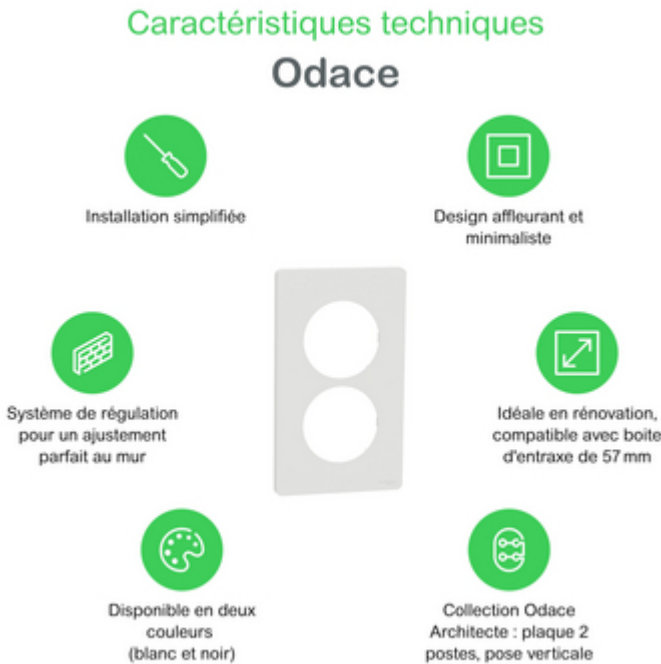 Caractéristiques techniques
Odace
Installation simplifiée
Design affleurant et
minimaliste
Système de régulation
pour un ajustement
parfait au mur
Idéale en rénovation,
compatible avec boite
d'entraxe de 57 mm
Disponible en deux
couleurs
(blanc et noir)
Collection Odace
Architecte : plaque 2
postes, pose verticale